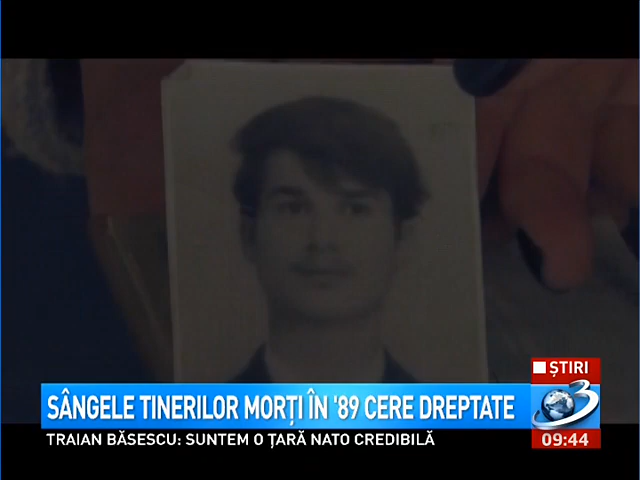 ȘTIRI
SÂNGELE TINERILOR MORȚI ÎN '89 CERE DREPTATE
3
TRAIAN BĂSESCU: SUNTEM O ȚARĂ NATO CREDIBILĂ
09:44